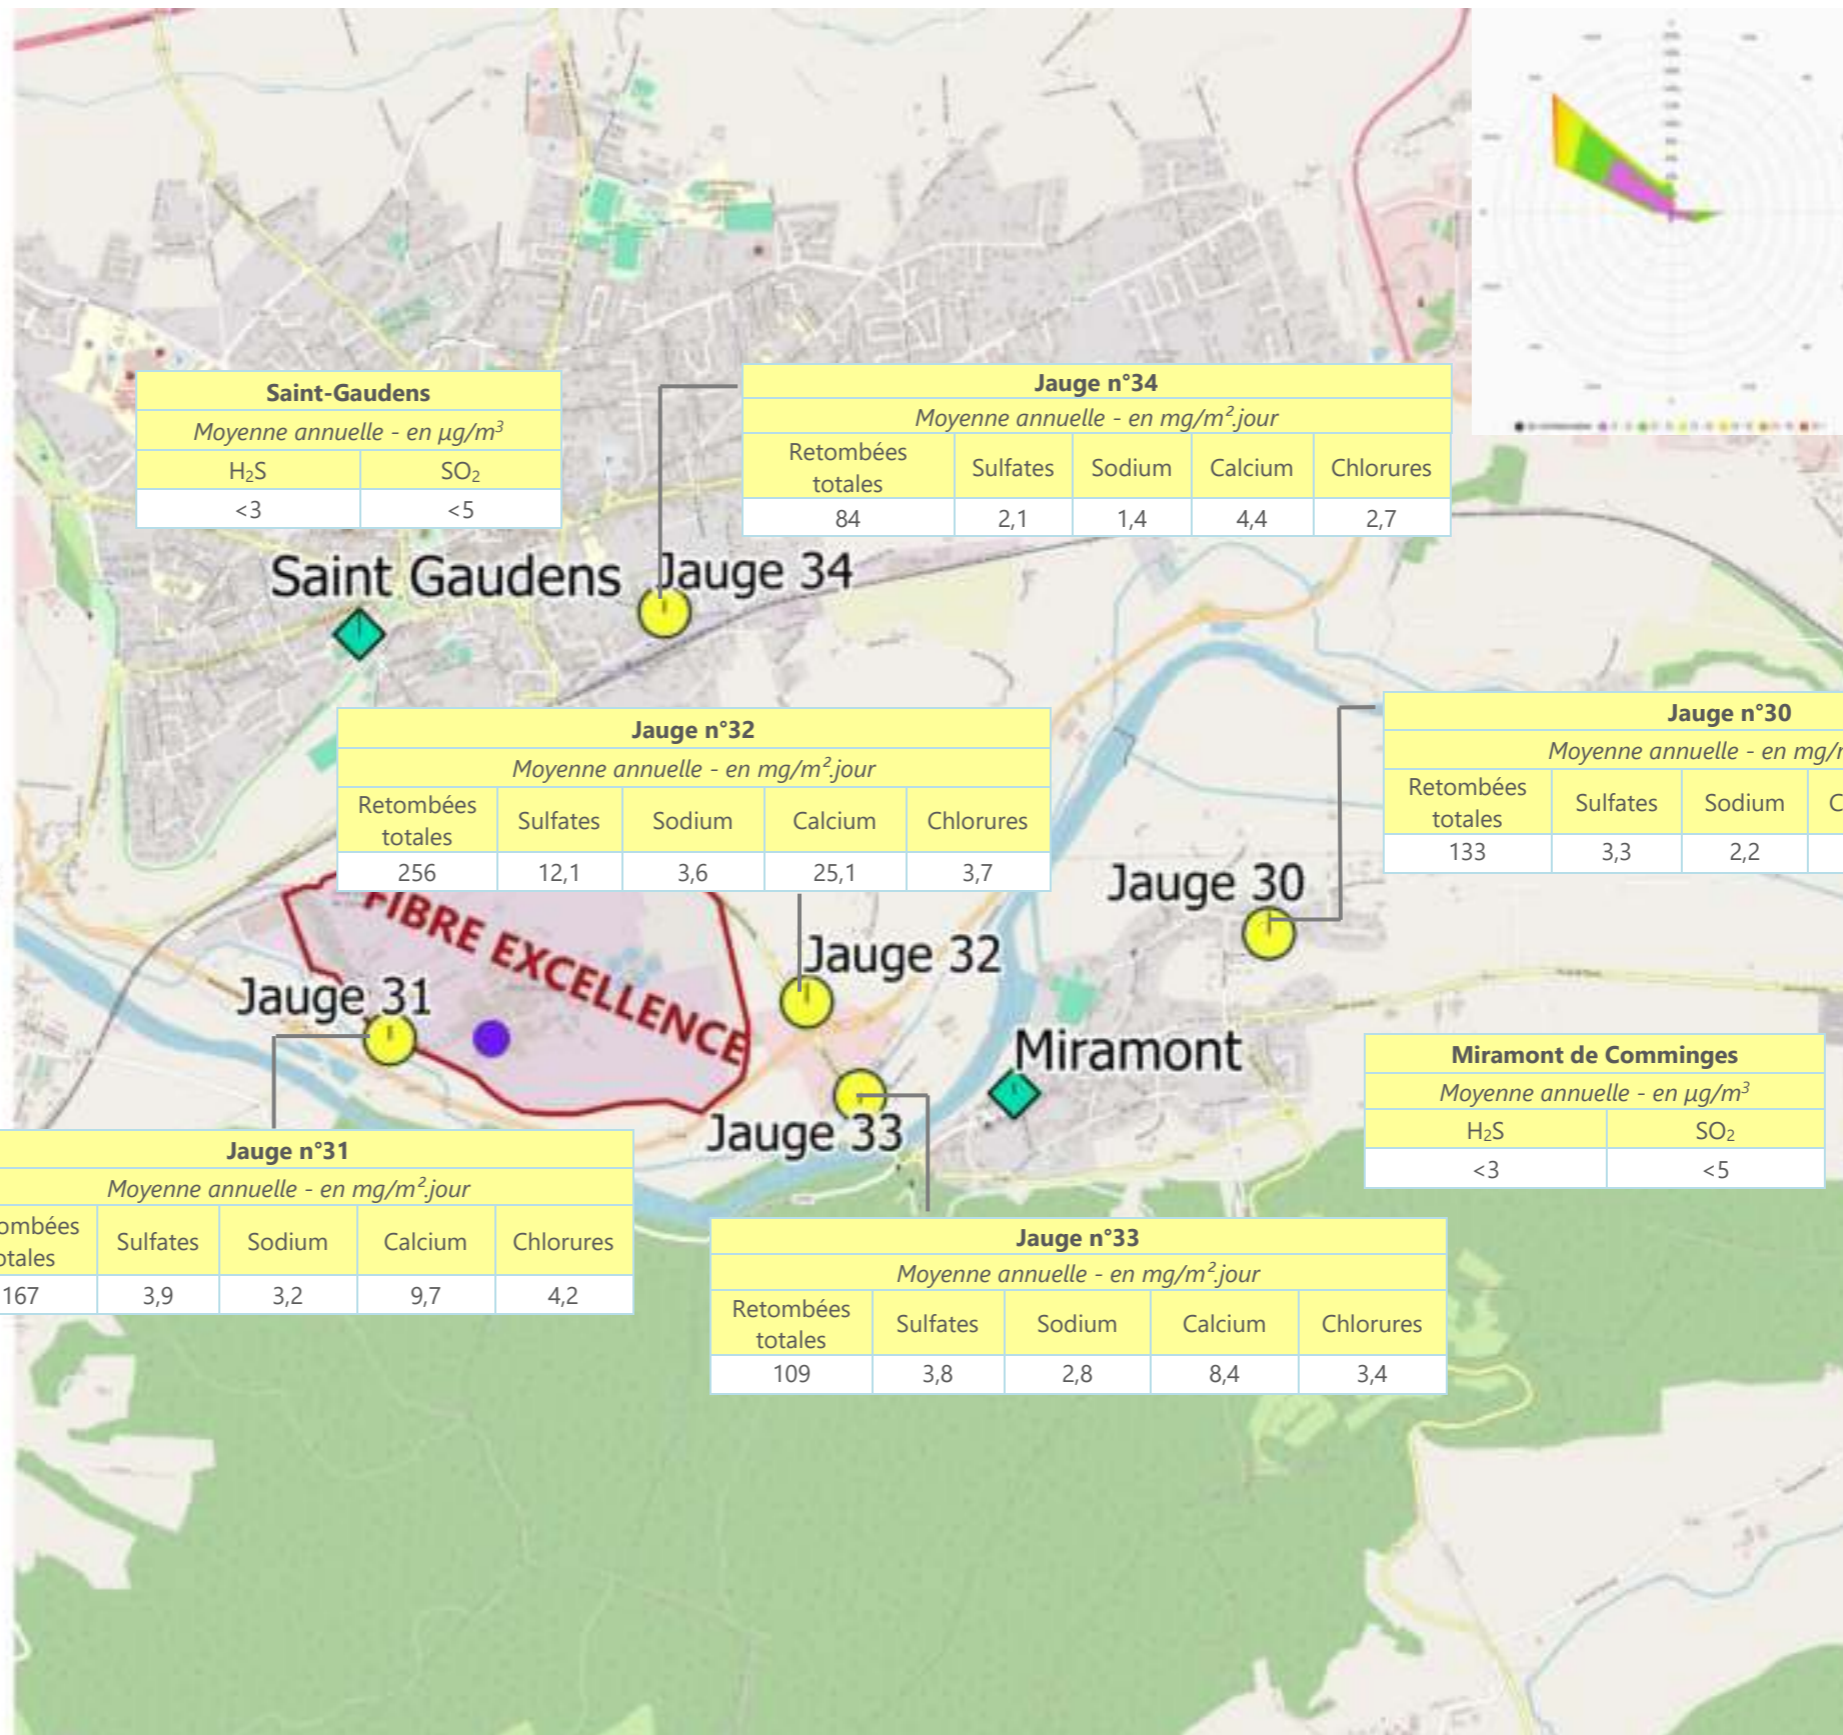 Saint-Gaudens
Moyenne annuelle - en µg/m³
H₂S SO₂
<3 <5
Jauge n°34
Moyenne annuelle - en mg/m².jour
Retombées totales Sulfates Sodium Calcium Chlorures
84 2,1 1,4 4,4 2,7
Saint Gaudens
Jauge 34
Jauge n°32
Moyenne annuelle - en mg/m².jour
Retombées totales Sulfates Sodium Calcium Chlorures
256 12,1 3,6 25,1 3,7
Jauge n°30
Moyenne annuelle - en mg/
Retombées totales Sulfates Sodium C
133 3,3 2,2
Jauge 30
FIBRE EXCELLENCE
Jauge 32
Jauge 31
Miramont
Jauge 33
Miramont de Comminges
Moyenne annuelle - en µg/m³
H₂S SO₂
<3 <5
Jauge n°31
Moyenne annuelle - en mg/m².jour
ombées otales Sulfates Sodium Calcium Chlorures
167 3,9 3,2 9,7 4,2
Jauge n°33
Moyenne annuelle - en mg/m².jour
Retombées totales Sulfates Sodium Calcium Chlorures
109 3,8 2,8 8,4 3,4